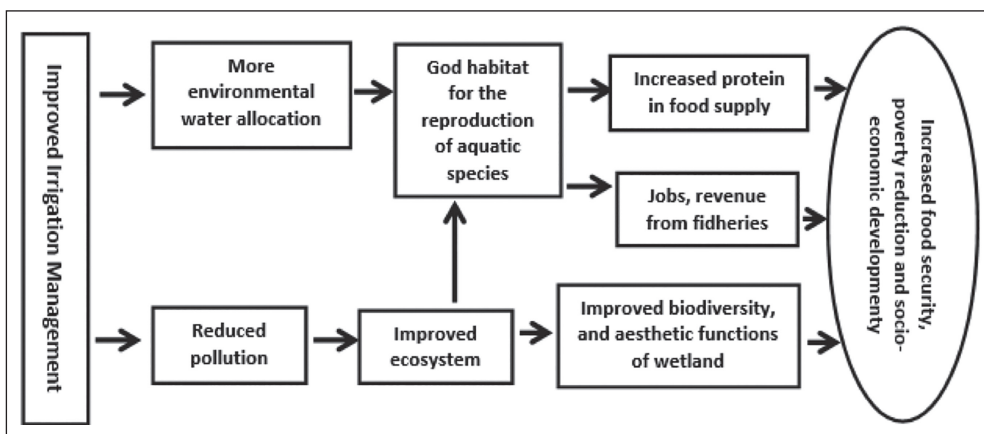 Improved Irrigation Management
More
environmental
water allocation
God habitat
for the
reproduction
of aquatic
species
Increased protein
in food supply
Jobs, revenue
from fidheries
Reduced
pollution
Improved
ecosystem
Improved biodiversity,
and aesthetic functions
of wetland
Increased food security,
poverty reduction and socio-
economic developmenty